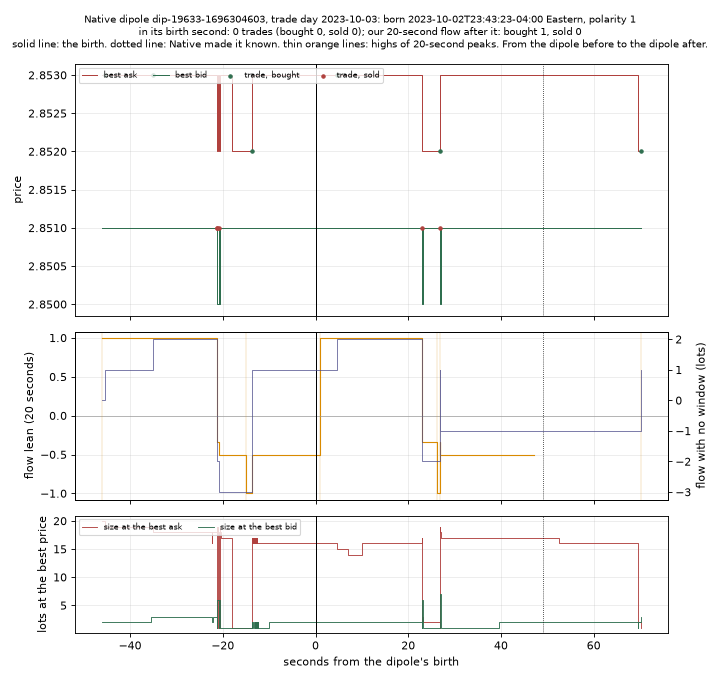 Native dipole dip-19633-1696304603, trade day 2023-10-03: born 2023-10-02T23:43:23-04:00 Eastern, polarity 1
in its birth second: 0 trades (bought 0, sold 0); our 20-second flow after it: bought 1, sold 0
solid line: the birth. dotted line: Native made it known. thin orange lines: highs of 20-second peaks. From the dipole before to the dipole after.
best ask best bid trade, bought trade, sold
2.8530
2.8525
2.8520
2.8515
2.8510
2.8505
2.8500
price
1.0
0.5
0.0
−0.5
−1.0
flow lean (20 seconds)
2
1
0
−1
−2
−3
flow with no window (lots)
size at the best ask size at the best bid
20
15
10
5
lots at the best price
−40 −20 0 20 40 60
seconds from the dipole's birth